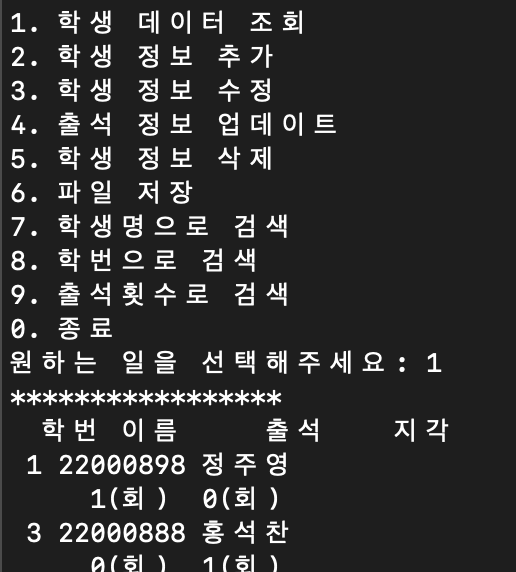 1. 학생 데이터 조회
2. 학생 정보 추가
3. 학생 정보 수정
4. 출석 정보 업데이트
5. 학생 정보 삭제
6. 파일 저장
7. 학생명으로 검색
8. 학번으로 검색
9. 출석횟수로 검색
0. 종료
원하는 일을 선택해주세요: 1
*****************
학번 이름 출석 지각
1 22000898 정주영
1(회) 0(회)
3 22000888 홍석찬
0(회) 1(회)